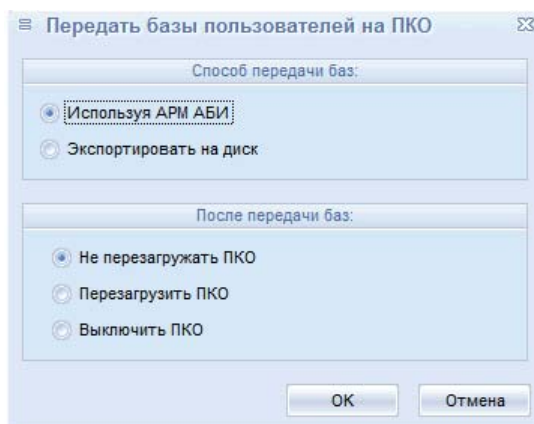 Передать базы пользователей на ПКО
Способ передачи баз:
Используя АРМ АБИ
Экспортировать на диск
После передачи баз:
Не перезагружать ПКО
Перезагрузить ПКО
Выключить ПКО
OK Отмена